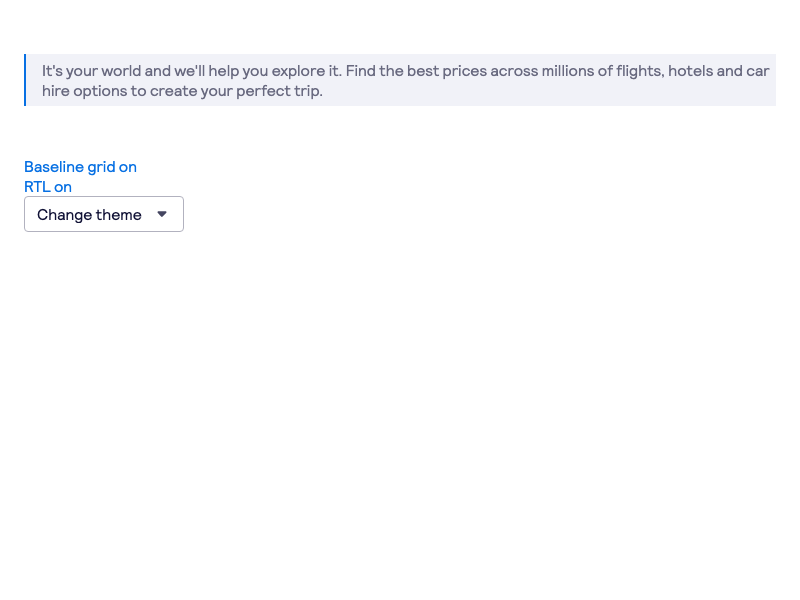 It's your world and we'll help you explore it. Find the best prices across millions of flights, hotels and car
hire options to create your perfect trip.
Baseline grid on
RTL on
Change theme